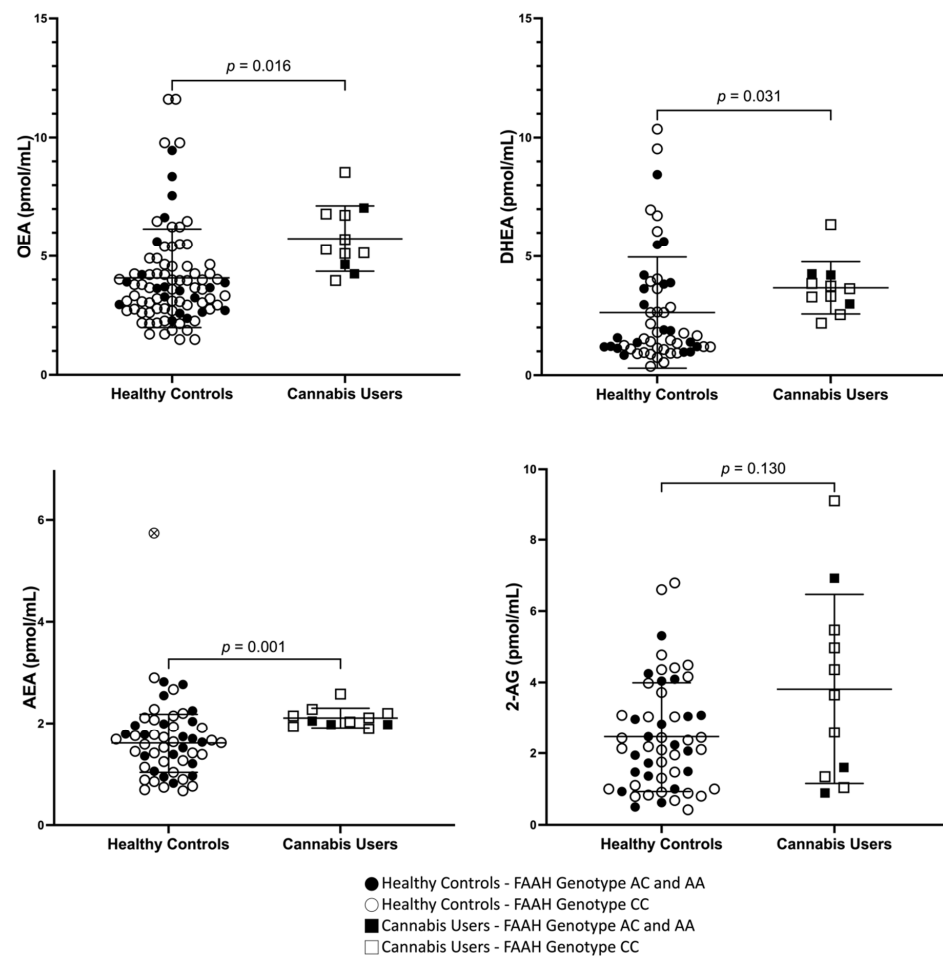 15
10
5
0
OEA (pmol/mL)
p = 0.016
Healthy Controls
Cannabis Users
15
10
5
0
DHEA (pmol/mL)
p = 0.031
Healthy Controls
Cannabis Users
6
4
2
0
AEA (pmol/mL)
p = 0.001
Healthy Controls
Cannabis Users
10
8
6
4
2
0
2-AG (pmol/mL)
p = 0.130
Healthy Controls
Cannabis Users
Healthy Controls - FAAH Genotype AC and AA
Healthy Controls - FAAH Genotype CC
Cannabis Users - FAAH Genotype AC and AA
Cannabis Users - FAAH Genotype CC